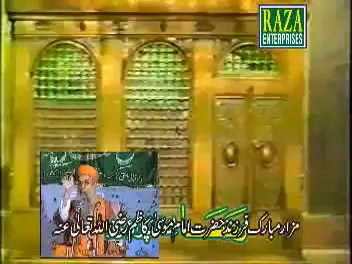 RAZA
ENTERPRISES
مزار مبارک فرزند حضرت امام موسیٰ کاظم رضی اللہ تعالیٰ عنہ